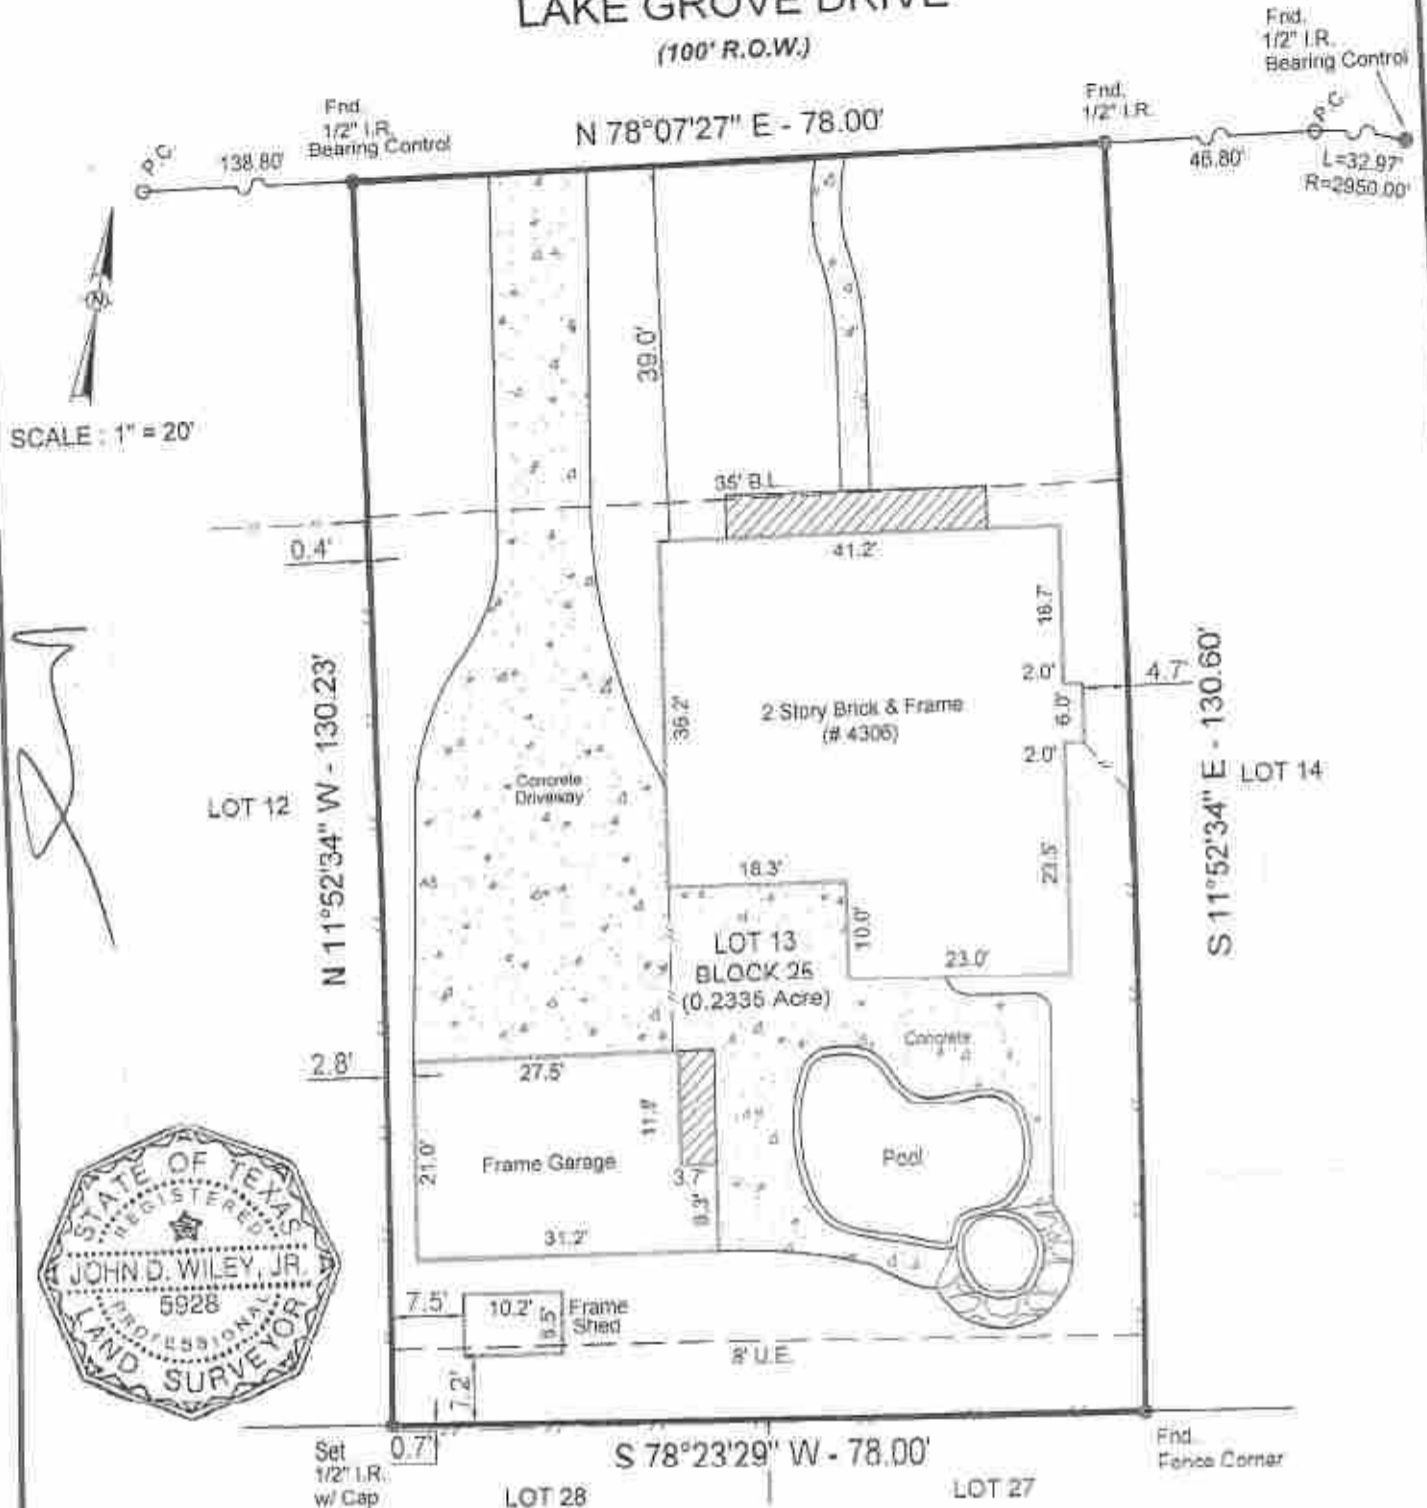 LAKE GROVE DRIVE
(100' R.O.W.)
Fnd.
1/2" I.R.
Bearing Control
Fnd.
1/2" I.R.
Bearing Control
Fnd.
1/2" I.R.
N 78°07'27" E - 78.00'
P.C.
138.80'
46.80'
P.C.
L=32.97'
R=2950.00'
N
SCALE : 1" = 20'
39.0'
35' B.L.
0.4'
41.2'
16.7'
2.0'
4.7'
6.0'
2.0'
36.2'
2 Story Brick & Frame
(# 4306)
N 11°52'34" W - 130.23'
S 11°52'34" E - 130.60'
LOT 12
LOT 14
Concrete
Driveway
23.5'
18.3'
10.0'
LOT 13
BLOCK 26
(0.2335 Acre)
23.0'
Concrete
2.8'
27.5'
11.8'
21.0'
Frame Garage
3.7'
9.3'
31.2'
Pool
STATE OF TEXAS
REGISTERED
JOHN D. WILEY, JR.
5928
PROFESSIONAL
LAND SURVEYOR
7.5'
10.2'
6.5'
Frame
Shed
8' U.E.
7.2'
Set
1/2" I.R.
w/ Cap
0.7'
S 78°23'29" W - 78.00'
Fnd.
Fence Corner
LOT 28
LOT 27